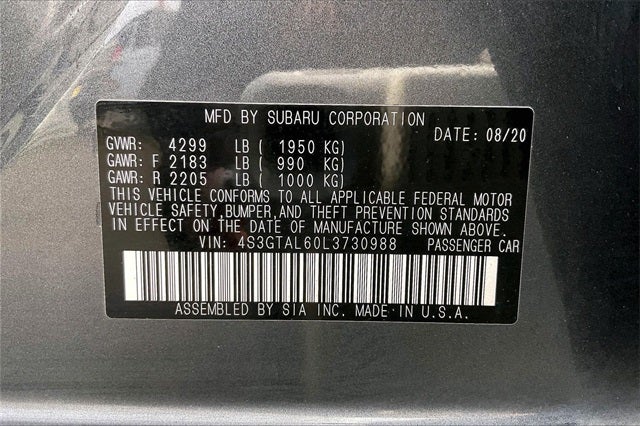 MFD BY SUBARU CORPORATION
DATE: 08/20
GVWR: 4299 LB ( 1950 KG)
GAWR: F 2183 LB ( 990 KG)
GAWR: R 2205 LB ( 1000 KG)
THIS VEHICLE CONFORMS TO ALL APPLICABLE FEDERAL MOTOR
VEHICLE SAFETY,BUMPER,AND THEFT PREVENTION STANDARDS
IN EFFECT ON THE DATE OF MANUFACTURE SHOWN ABOVE.
VIN: 4S3GTAL60L3730988 PASSENGER CAR
ASSEMBLED BY SIA INC. MADE IN U.S.A.